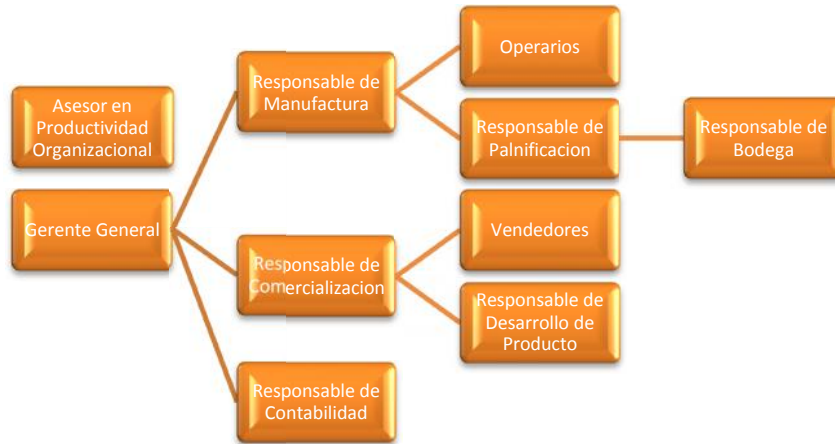 Asesor en
Productividad
Organizacional
Gerente General
Responsable de
Manufactura
Responsable de
Comercializacion
Responsable de
Contabilidad
Operarios
Responsable de
Palnificacion
Vendedores
Responsable de
Desarrollo de
Producto
Responsable de
Bodega